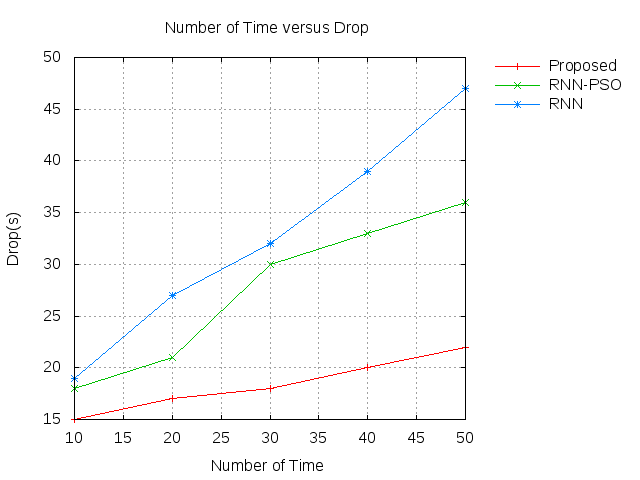 Number of Time versus Drop
50
45
40
35
30
25
20
15
10 15 20 25 30 35 40 45 50
Drop(s)
Number of Time
Proposed
RNN-PSO
RNN